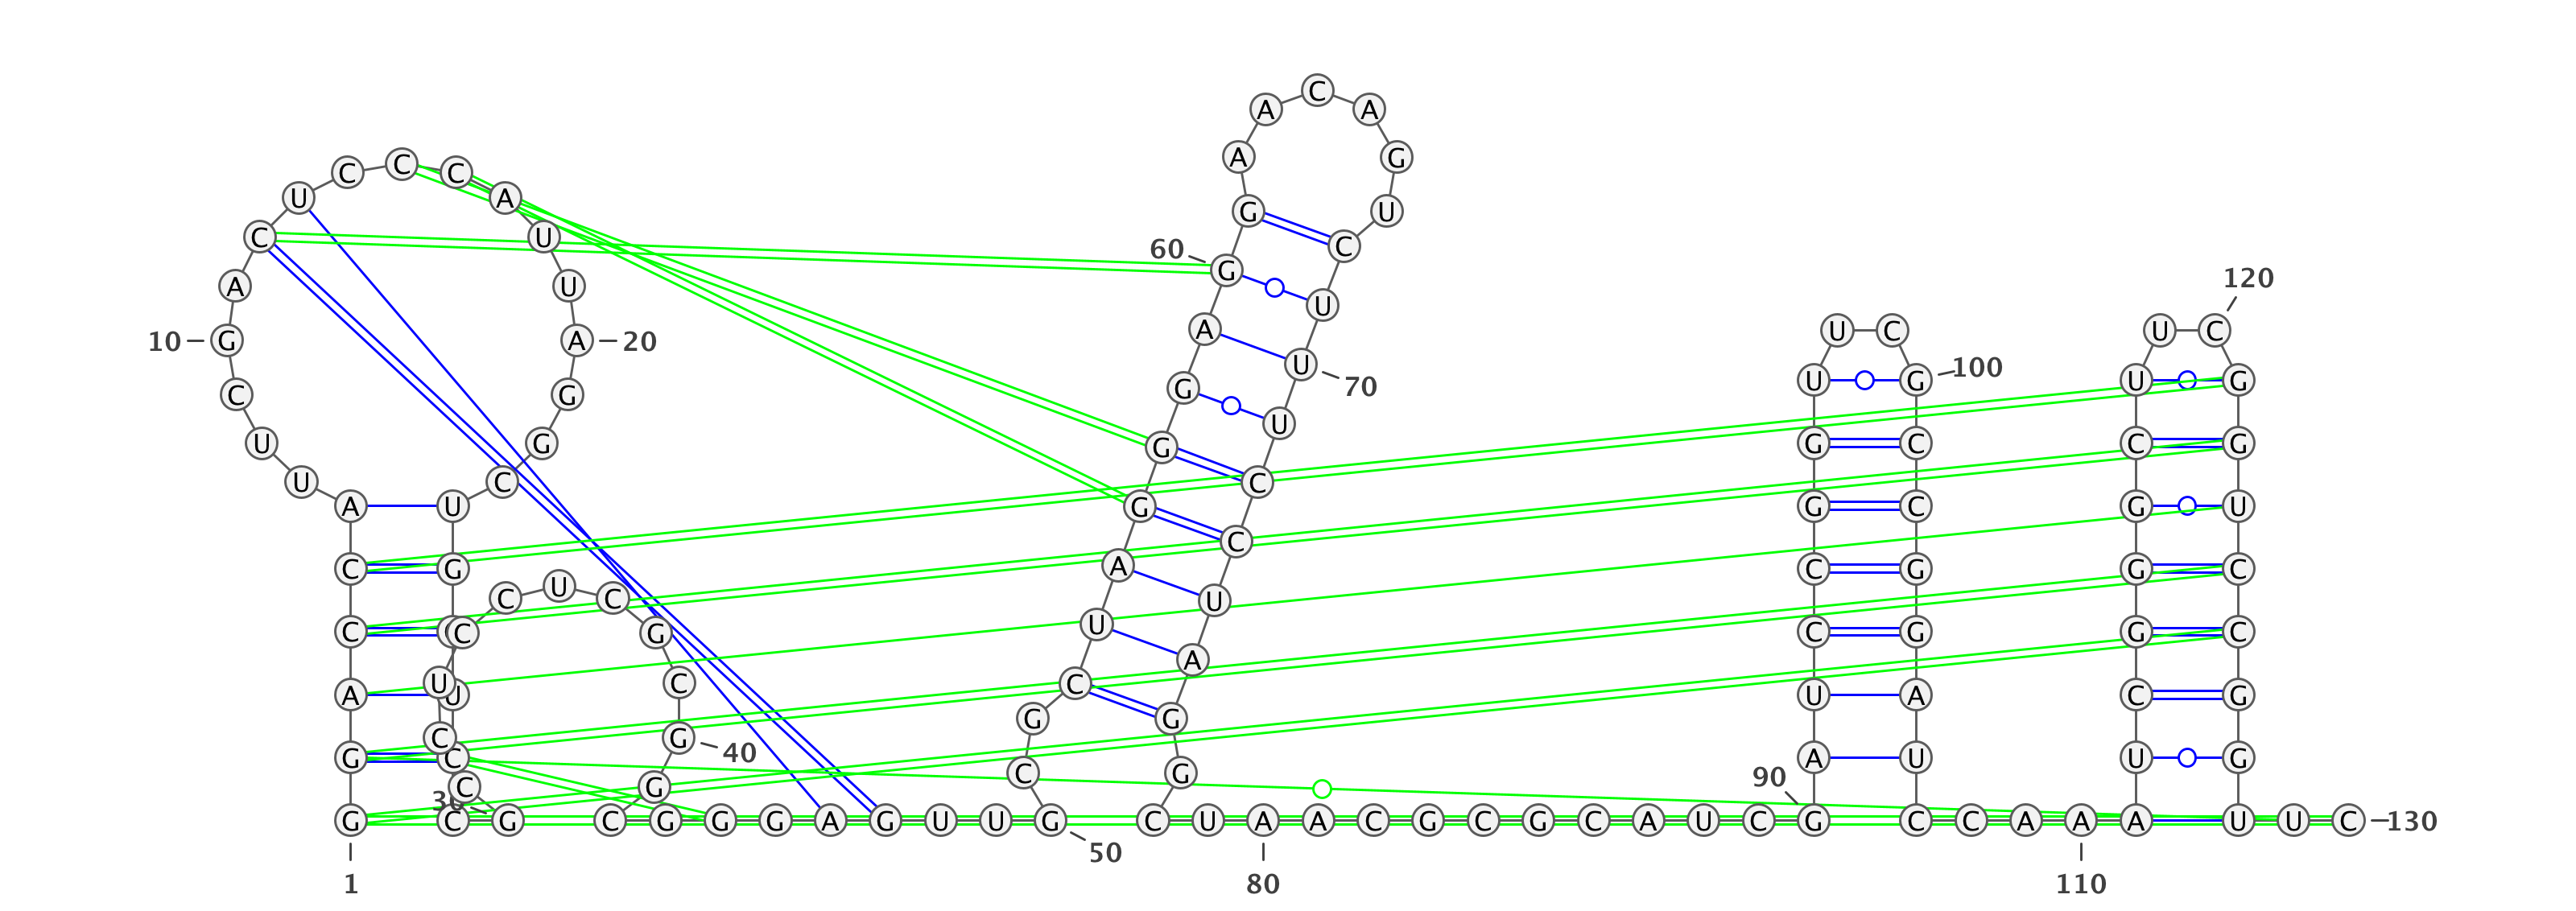 C
A A
A G
C C C
U A
G U
C U C
60 G
120
A U U
A
U C U C
10 G A 20
U 100
U G U G
G 70
C G U
U G G G C C G
U C C
A U G G C G U
C
C G A C G G C
C U C U
C C G U C G G C
A
U C C
A U U A C G
G G
C G 40
G C A U U G
C G 90
C G
30
G C G C G G G A G U U G C U A A C G C G C A U C G C C A A A A U U C 130
50
1 80 110